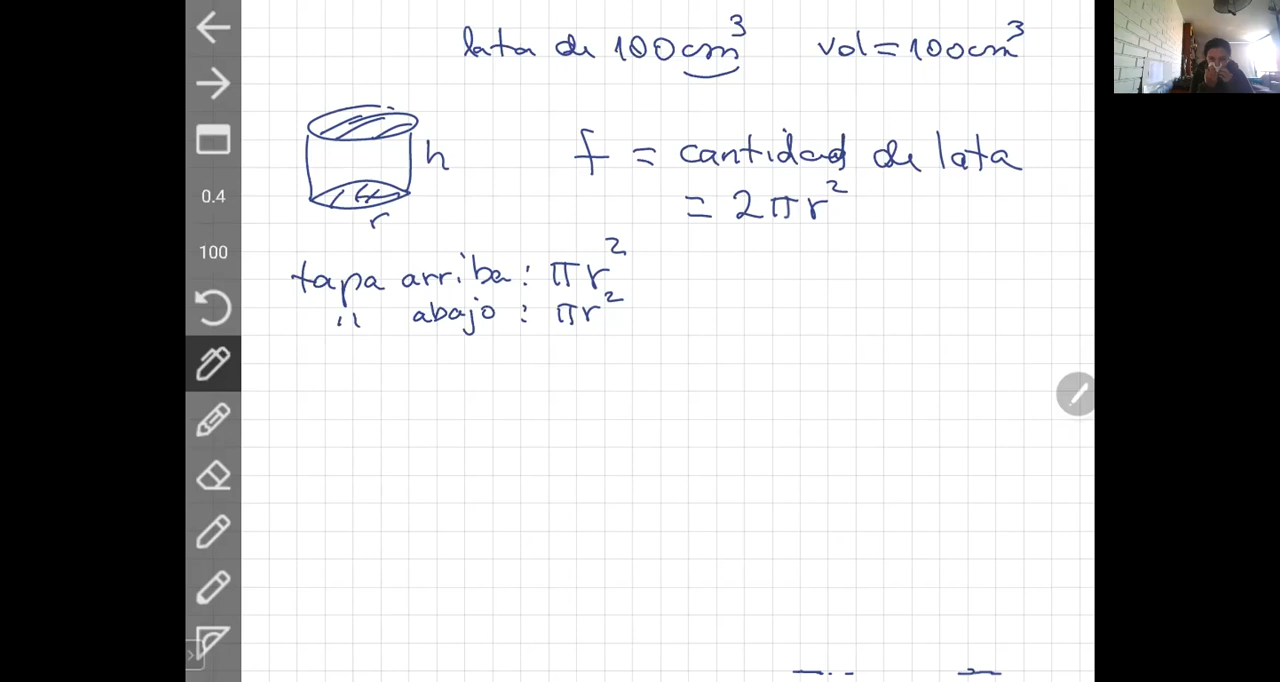 lata de 100cm³ vol = 100cm³
h
f = cantidad de lata
= 2πr²
r
tapa arriba : πr²
" abajo : πr²
0.4
100